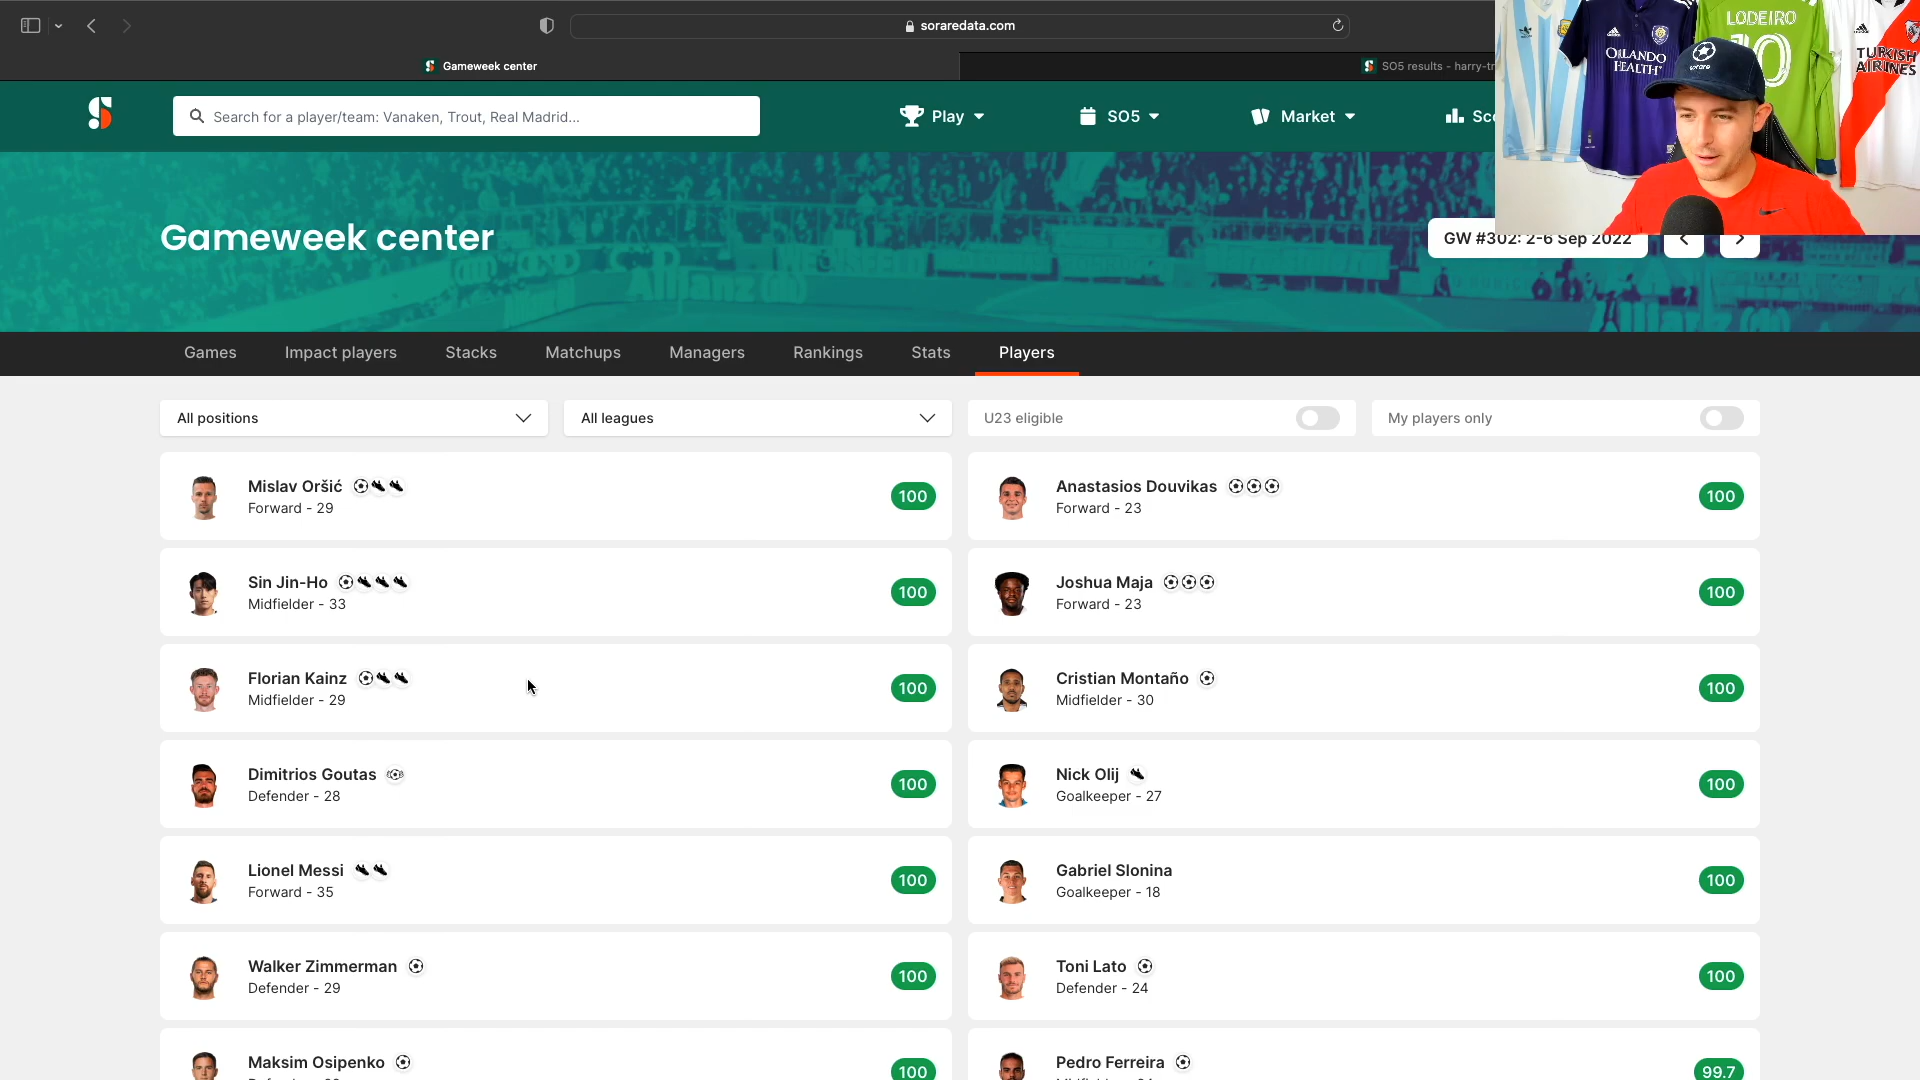 soraredata.com
Gameweek center
SO5 results - harry-tr
Search for a player/team: Vanaken, Trout, Real Madrid...
Play
SO5
Market
Sc
LODEIRO
10
ORLANDO
HEALTH
TURKISH
AIRLINES
Gameweek center
GW #302: 2-6 Sep 2022
Games
Impact players
Stacks
Matchups
Managers
Rankings
Stats
Players
All positions
All leagues
U23 eligible
My players only
Mislav Oršić
Forward - 29
100
Anastasios Douvikas
Forward - 23
100
Sin Jin-Ho
Midfielder - 33
100
Joshua Maja
Forward - 23
100
Florian Kainz
Midfielder - 29
100
Cristian Montaño
Midfielder - 30
100
Dimitrios Goutas
Defender - 28
100
Nick Olij
Goalkeeper - 27
100
Lionel Messi
Forward - 35
100
Gabriel Slonina
Goalkeeper - 18
100
Walker Zimmerman
Defender - 29
100
Toni Lato
Defender - 24
100
Maksim Osipenko
100
Pedro Ferreira
99.7